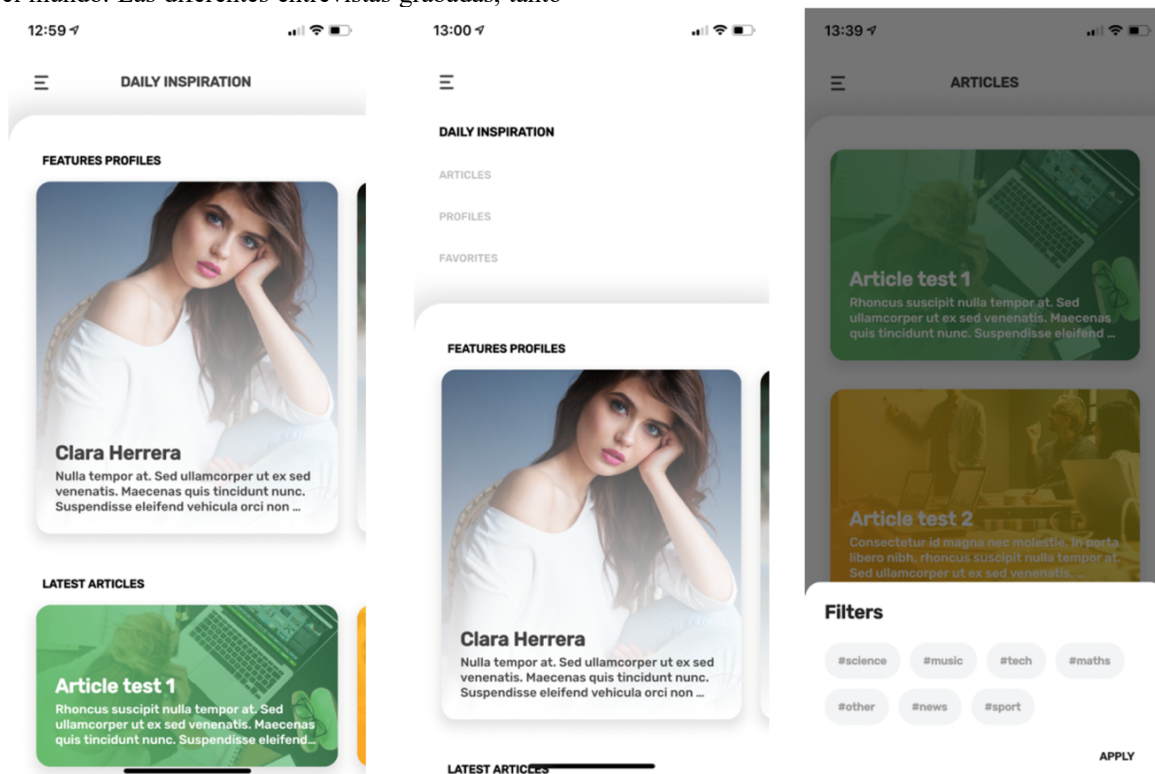 el mundo. Las diferentes entrevistas grabadas, tanto
12:59
DAILY INSPIRATION
FEATURES PROFILES
Clara Herrera
Nulla tempor at. Sed ullamcorper ut ex sed
venenatis. Maecenas quis tincidunt nunc.
Suspendisse eleifend vehicula orci non ...
LATEST ARTICLES
Article test 1
Rhoncus suscipit nulla tempor at. Sed
ullamcorper ut ex sed venenatis. Maecenas
quis tincidunt nunc. Suspendisse eleifend...
13:00
DAILY INSPIRATION
ARTICLES
PROFILES
FAVORITES
FEATURES PROFILES
Clara Herrera
Nulla tempor at. Sed ullamcorper ut ex sed
venenatis. Maecenas quis tincidunt nunc.
Suspendisse eleifend vehicula orci non ...
LATEST ARTICLES
13:39
ARTICLES
Article test 1
Rhoncus suscipit nulla tempor at. Sed
ullamcorper ut ex sed venenatis. Maecenas
quis tincidunt nunc. Suspendisse eleifend ...
Article test 2
Consectetur id magna nec molestie. In porta
libero nibh, rhoncus suscipit nulla tempor at.
Sed ullamcorper ut ex sed venenatis. ...
Filters
#science
#music
#tech
#maths
#other
#news
#sport
APPLY